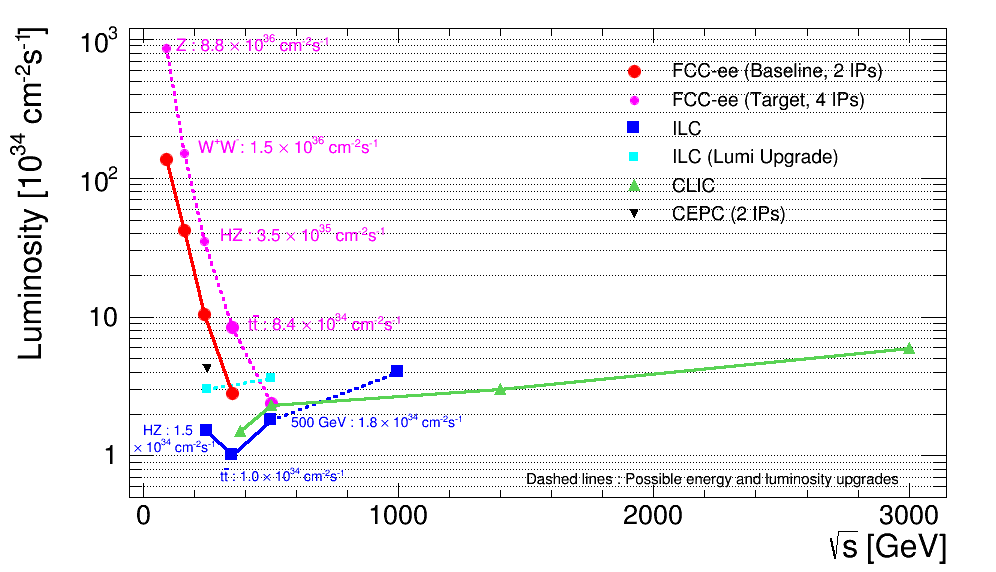 Luminosity [10³⁴ cm⁻²s⁻¹]
10³
10²
10
1
Z : 8.8 × 10³⁶ cm⁻²s⁻¹
W⁺W⁻ : 1.5 × 10³⁶ cm⁻²s⁻¹
HZ : 3.5 × 10³⁵ cm⁻²s⁻¹
tt̄ : 8.4 × 10³⁴ cm⁻²s⁻¹
FCC-ee (Baseline, 2 IPs)
FCC-ee (Target, 4 IPs)
ILC
ILC (Lumi Upgrade)
CLIC
CEPC (2 IPs)
HZ : 1.5
× 10³⁴ cm⁻²s⁻¹
500 GeV : 1.8 × 10³⁴ cm⁻²s⁻¹
tt̄ : 1.0 × 10³⁴ cm⁻²s⁻¹
Dashed lines : Possible energy and luminosity upgrades
0 1000 2000 3000
√s [GeV]